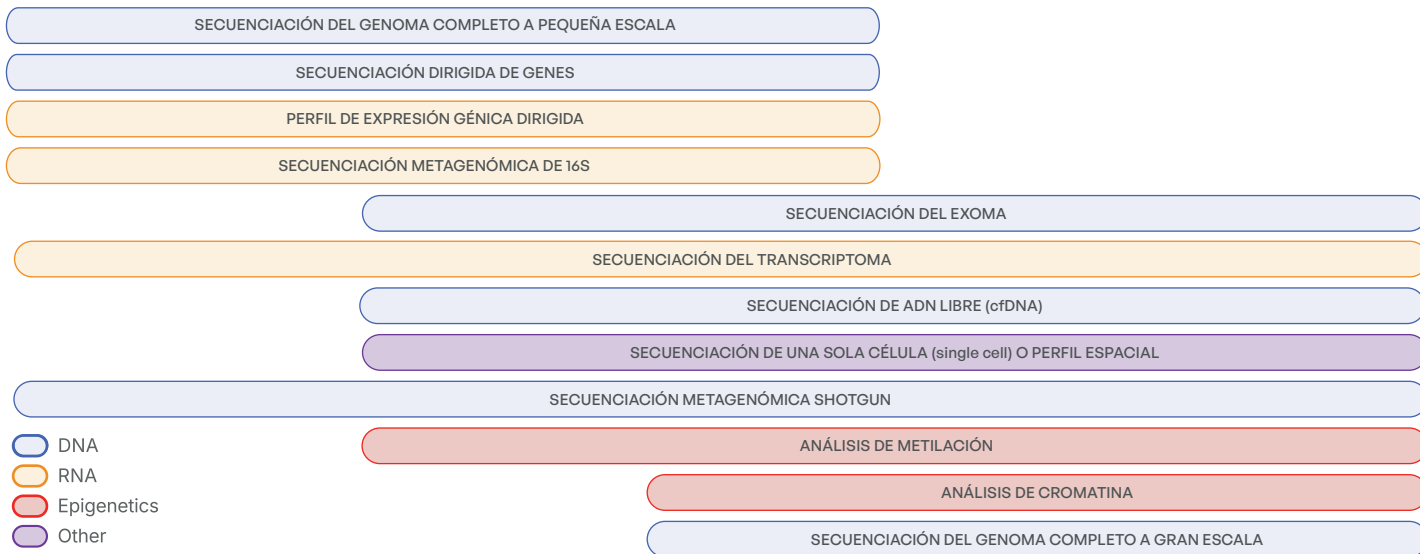 SECUENCIACIÓN DEL GENOMA COMPLETO A PEQUEÑA ESCALA
SECUENCIACIÓN DIRIGIDA DE GENES
PERFIL DE EXPRESIÓN GÉNICA DIRIGIDA
SECUENCIACIÓN METAGENÓMICA DE 16S
SECUENCIACIÓN DEL EXOMA
SECUENCIACIÓN DEL TRANSCRIPTOMA
SECUENCIACIÓN DE ADN LIBRE (cfDNA)
SECUENCIACIÓN DE UNA SOLA CÉLULA (single cell) O PERFIL ESPACIAL
SECUENCIACIÓN METAGENÓMICA SHOTGUN
ANÁLISIS DE METILACIÓN
ANÁLISIS DE CROMATINA
SECUENCIACIÓN DEL GENOMA COMPLETO A GRAN ESCALA
DNA
RNA
Epigenetics
Other